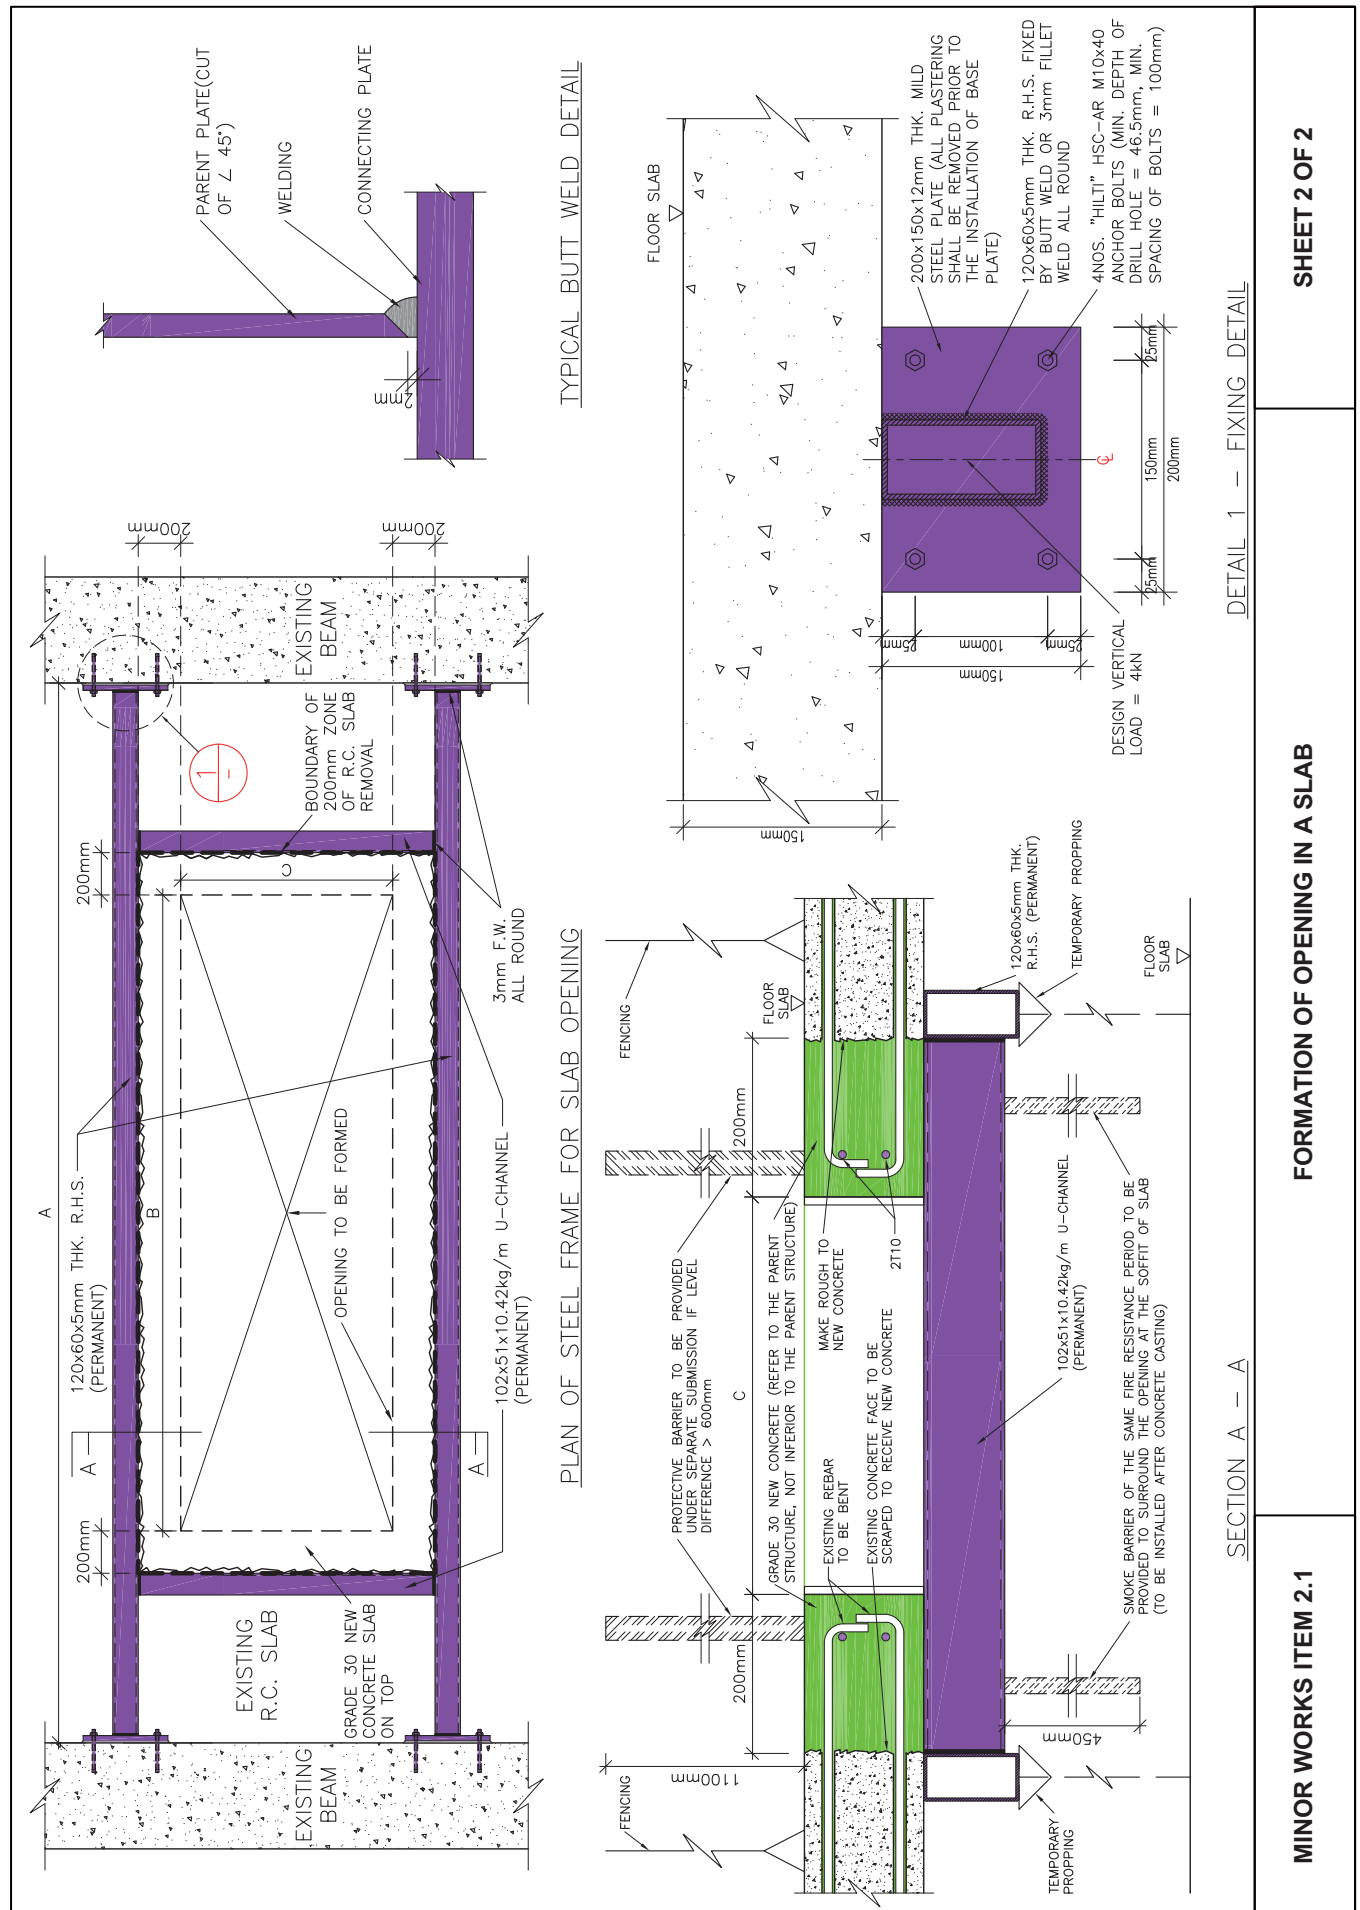 A
120x60x5mm THK. R.H.S.
(PERMANENT)
200mm
B
200mm
A
A
C
OPENING TO BE FORMED
EXISTING
R.C. SLAB
GRADE 30 NEW
CONCRETE SLAB
ON TOP
EXISTING
BEAM
EXISTING
BEAM
1
-
BOUNDARY OF
200mm ZONE
OF R.C. SLAB
REMOVAL
200mm
200mm
102x51x10.42kg/m U-CHANNEL
(PERMANENT)
3mm F.W.
ALL ROUND
PLAN OF STEEL FRAME FOR SLAB OPENING
PARENT PLATE(CUT
OF ∠ 45°)
WELDING
CONNECTING PLATE
2mm
TYPICAL BUTT WELD DETAIL
FENCING
FENCING
1100mm
PROTECTIVE BARRIER TO BE PROVIDED
UNDER SEPARATE SUBMISSION IF LEVEL
DIFFERENCE > 600mm
200mm
C
200mm
FLOOR
SLAB
GRADE 30 NEW CONCRETE (REFER TO THE PARENT
STRUCTURE, NOT INFERIOR TO THE PARENT STRUCTURE)
EXISTING REBAR
TO BE BENT
MAKE ROUGH TO
NEW CONCRETE
EXISTING CONCRETE FACE TO BE
SCRAPED TO RECEIVE NEW CONCRETE
2T10
120x60x5mm THK.
R.H.S. (PERMANENT)
TEMPORARY PROPPING
TEMPORARY
PROPPING
450mm
102x51x10.42kg/m U-CHANNEL
(PERMANENT)
SMOKE BARRIER OF THE SAME FIRE RESISTANCE PERIOD TO BE
PROVIDED TO SURROUND THE OPENING AT THE SOFFIT OF SLAB
(TO BE INSTALLED AFTER CONCRETE CASTING)
FLOOR
SLAB
SECTION A - A
FLOOR SLAB
150mm
200x150x12mm THK. MILD
STEEL PLATE (ALL PLASTERING
SHALL BE REMOVED PRIOR TO
THE INSTALLATION OF BASE
PLATE)
120x60x5mm THK. R.H.S. FIXED
BY BUTT WELD OR 3mm FILLET
WELD ALL ROUND
4NOS. "HILTI" HSC-AR M10x40
ANCHOR BOLTS (MIN. DEPTH OF
DRILL HOLE = 46.5mm, MIN.
SPACING OF BOLTS = 100mm)
25mm
100mm
25mm
150mm
DESIGN VERTICAL
LOAD = 4kN
℄
25mm
150mm
25mm
200mm
DETAIL 1 - FIXING DETAIL
MINOR WORKS ITEM 2.1
FORMATION OF OPENING IN A SLAB
SHEET 2 OF 2